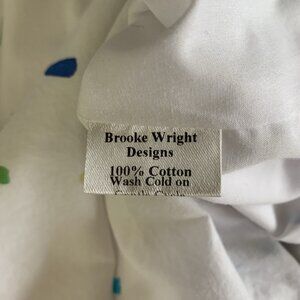 Brooke Wright
Designs
100% Cotton
Wash Cold on